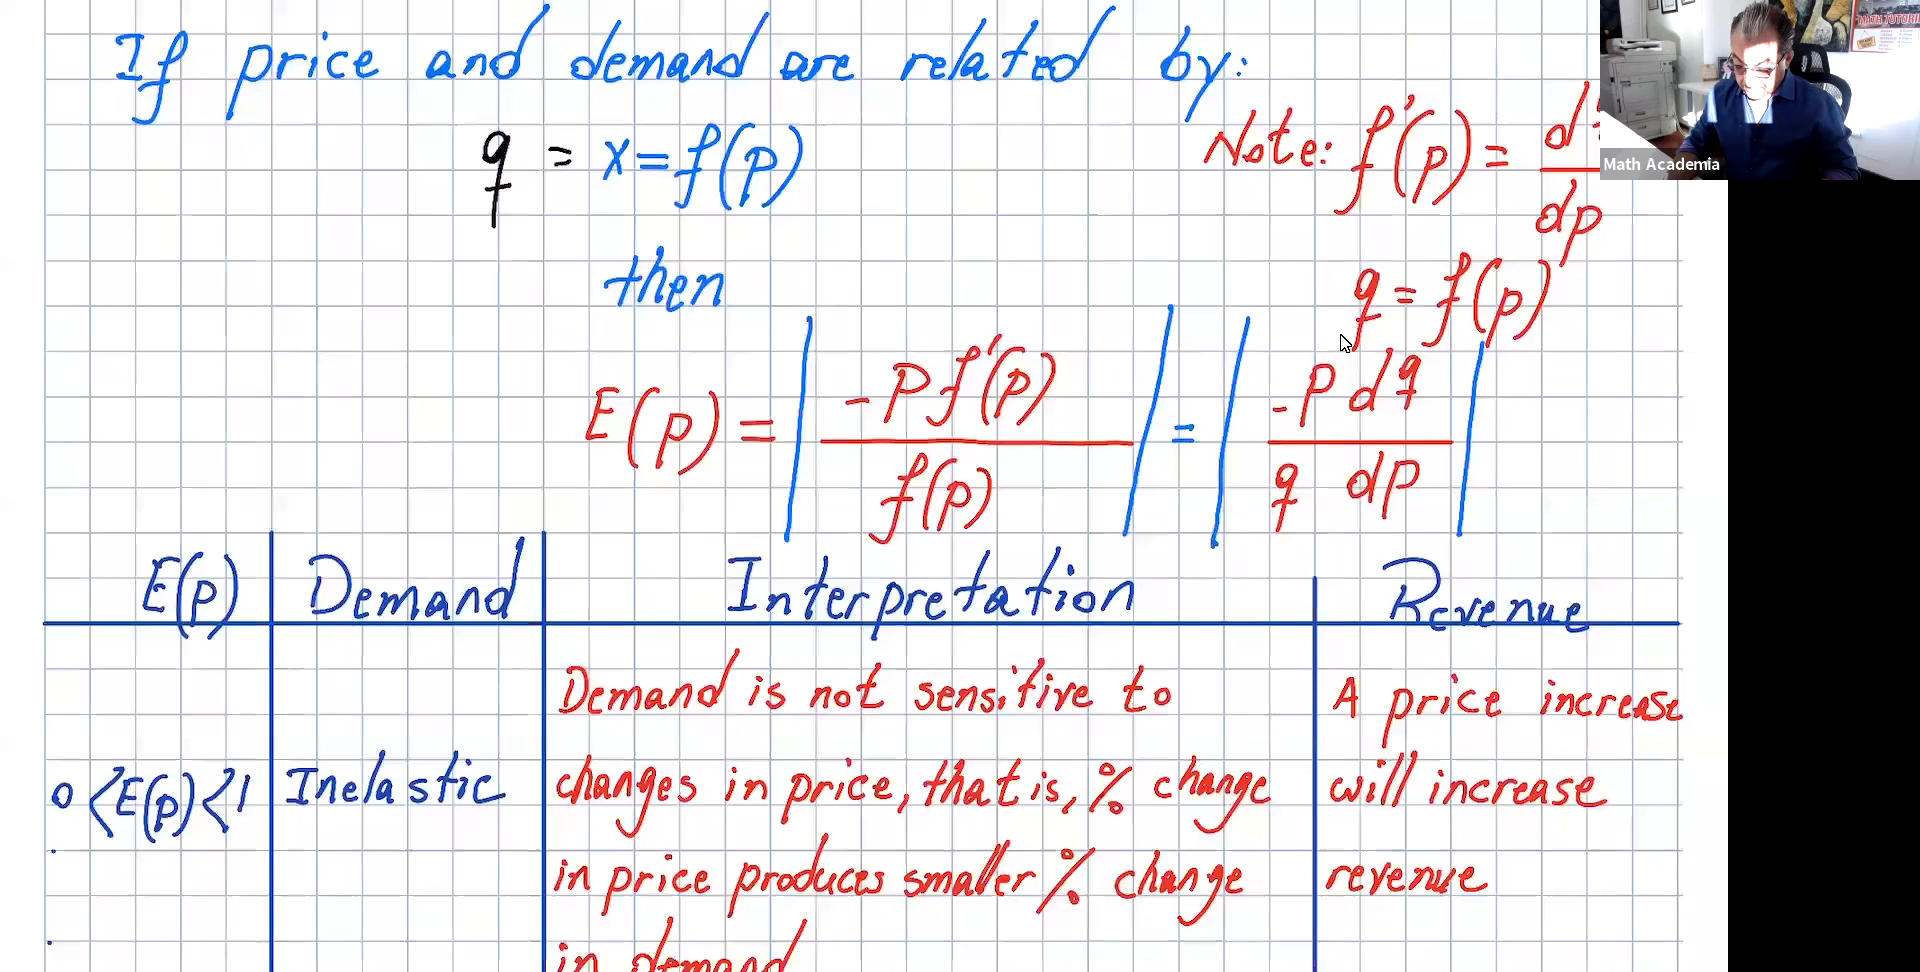 If price and demand are related by:
q = x = f(p)
Note: f'(p) = d
dp
q = f(p)
then
E(p) = | -P f'(p) / f(p) | = | -P dq / q dp |
E(p) Demand Interpretation Revenue
0 < E(p) < 1 Inelastic
Demand is not sensitive to
changes in price, that is, % change
in price produces smaller % change
in demand
A price increase
will increase
revenue
Math Academia
MATH TUTORI